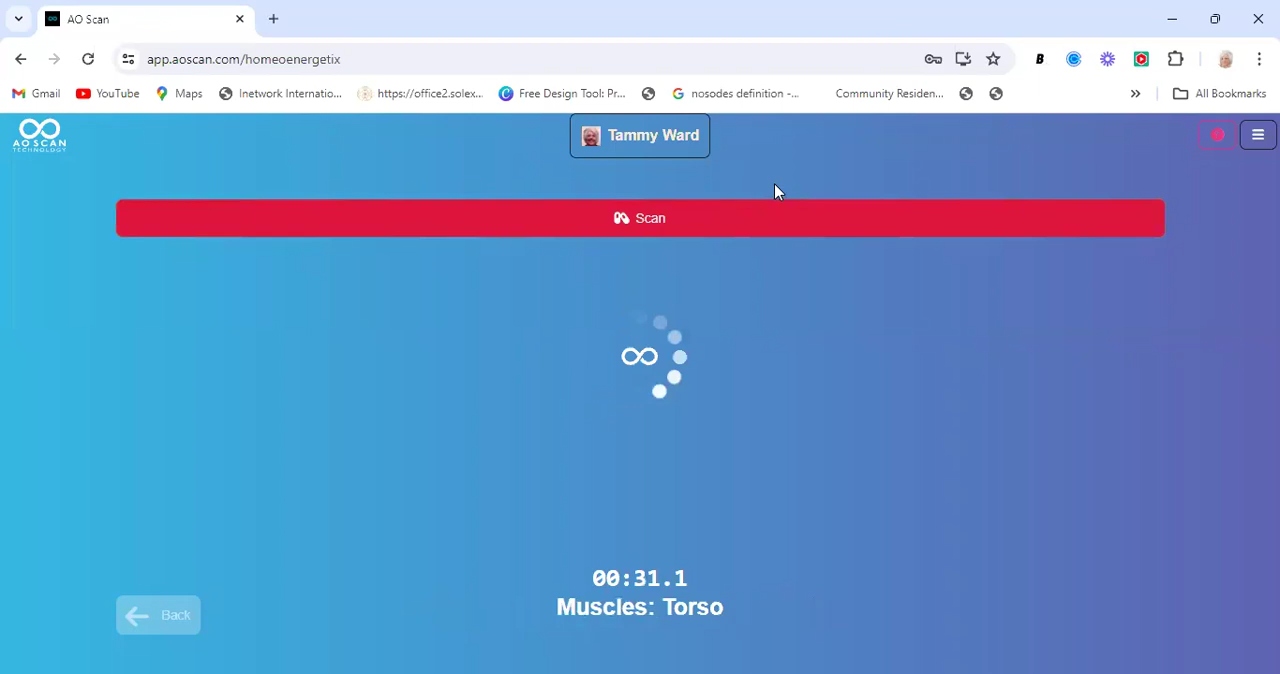 AO Scan
app.aoscan.com/homeoenergetix
B
Gmail
YouTube
Maps
Inetwork Internatio...
https://office2.solex...
Free Design Tool: Pr...
nosodes definition -...
Community Residen...
All Bookmarks
AO SCAN
TECHNOLOGY
Tammy Ward
Scan
00:31.1
Muscles: Torso
Back